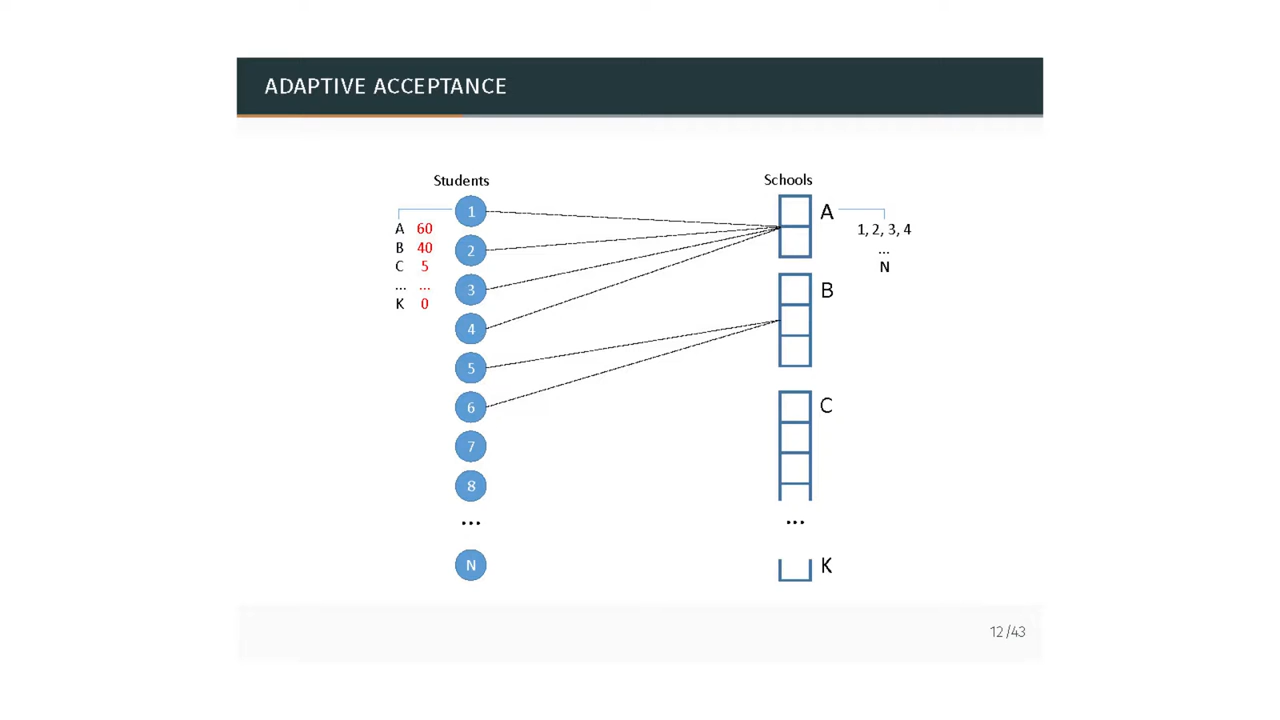 ADAPTIVE ACCEPTANCE
Students
Schools
1
2
3
4
5
6
7
8
...
N
A 60
B 40
C 5
... ...
K 0
A
B
C
...
K
1, 2, 3, 4
...
N
12/43